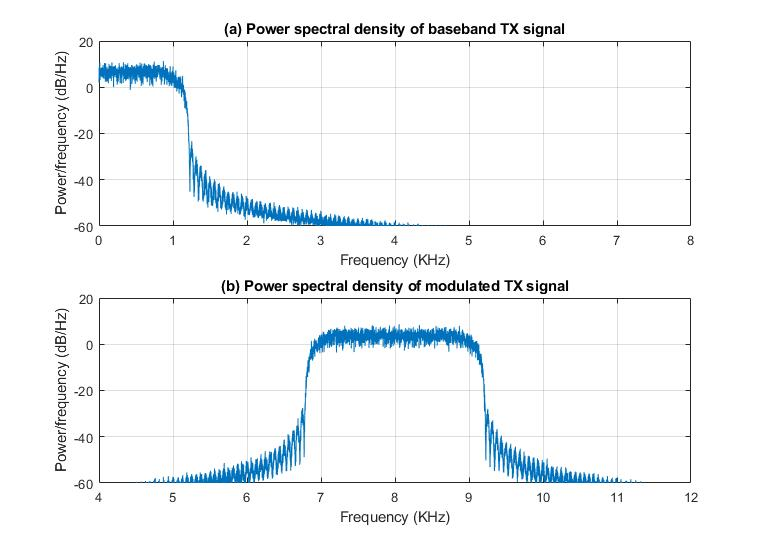 (a) Power spectral density of baseband TX signal
Power/frequency (dB/Hz)
20
0
-20
-40
-60
0 1 2 3 4 5 6 7 8
Frequency (KHz)
(b) Power spectral density of modulated TX signal
Power/frequency (dB/Hz)
20
0
-20
-40
-60
4 5 6 7 8 9 10 11 12
Frequency (KHz)